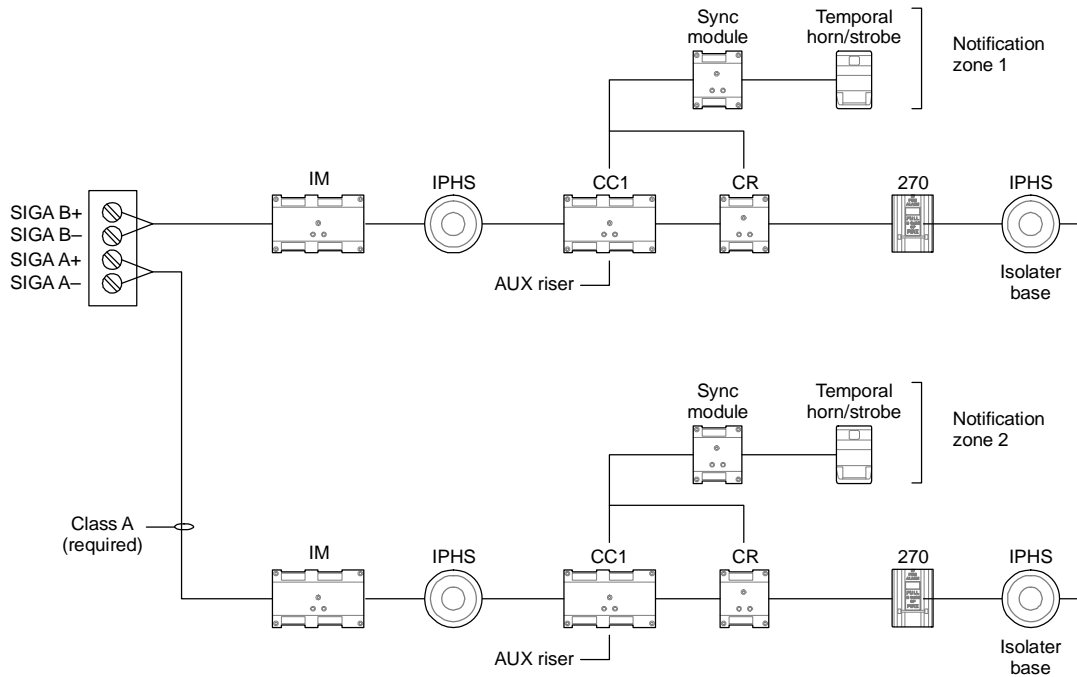 Sync
module
Temporal
horn/strobe
Notification
zone 1
IM
IPHS
CC1
CR
270
IPHS
SIGA B+
SIGA B–
SIGA A+
SIGA A–
AUX riser
Isolater
base
Sync
module
Temporal
horn/strobe
Notification
zone 2
Class A
(required)
IM
IPHS
CC1
CR
270
IPHS
AUX riser
Isolater
base